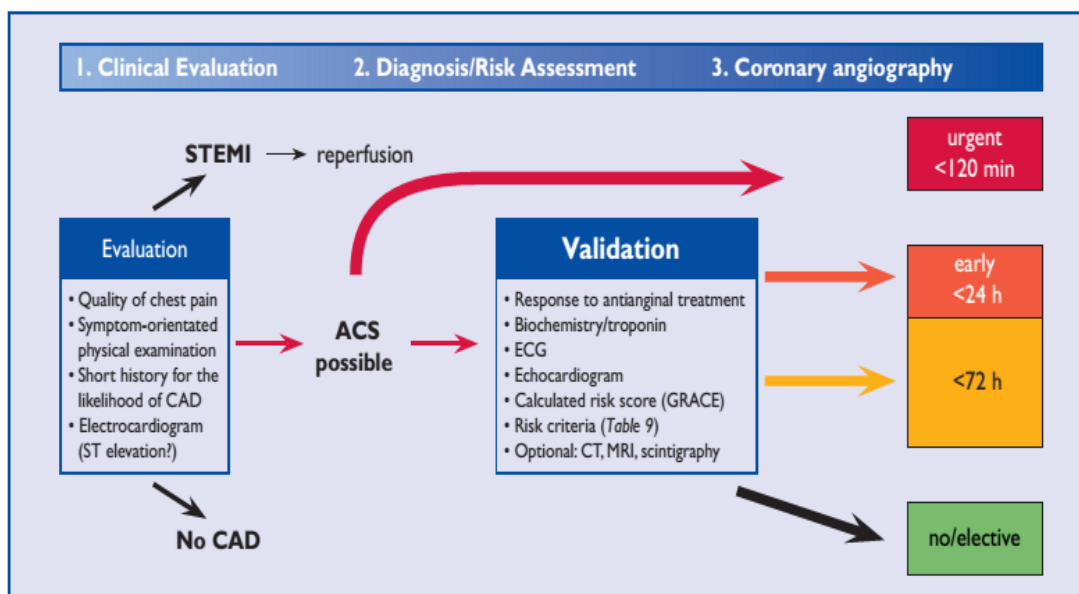 1. Clinical Evaluation 2. Diagnosis/Risk Assessment 3. Coronary angiography
STEMI → reperfusion
urgent
<120 min
Evaluation
• Quality of chest pain
• Symptom-orientated
physical examination
• Short history for the
likelihood of CAD
• Electrocardiogram
(ST elevation?)
ACS
possible
Validation
• Response to antianginal treatment
• Biochemistry/troponin
• ECG
• Echocardiogram
• Calculated risk score (GRACE)
• Risk criteria (Table 9)
• Optional: CT, MRI, scintigraphy
early
<24 h
<72 h
No CAD
no/elective